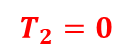 T₂ = 0